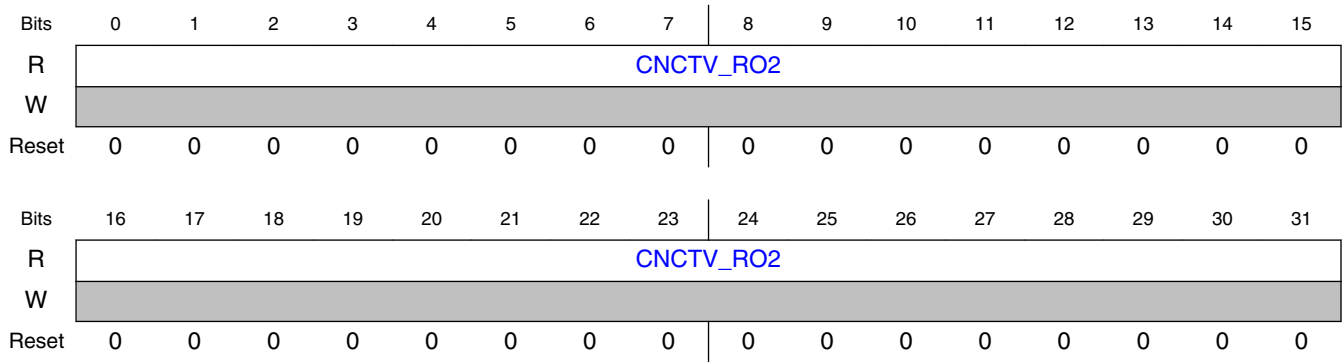 Bits 0 1 2 3 4 5 6 7 8 9 10 11 12 13 14 15
R CNCTV_RO2
W
Reset 0 0 0 0 0 0 0 0 0 0 0 0 0 0 0 0
Bits 16 17 18 19 20 21 22 23 24 25 26 27 28 29 30 31
R CNCTV_RO2
W
Reset 0 0 0 0 0 0 0 0 0 0 0 0 0 0 0 0